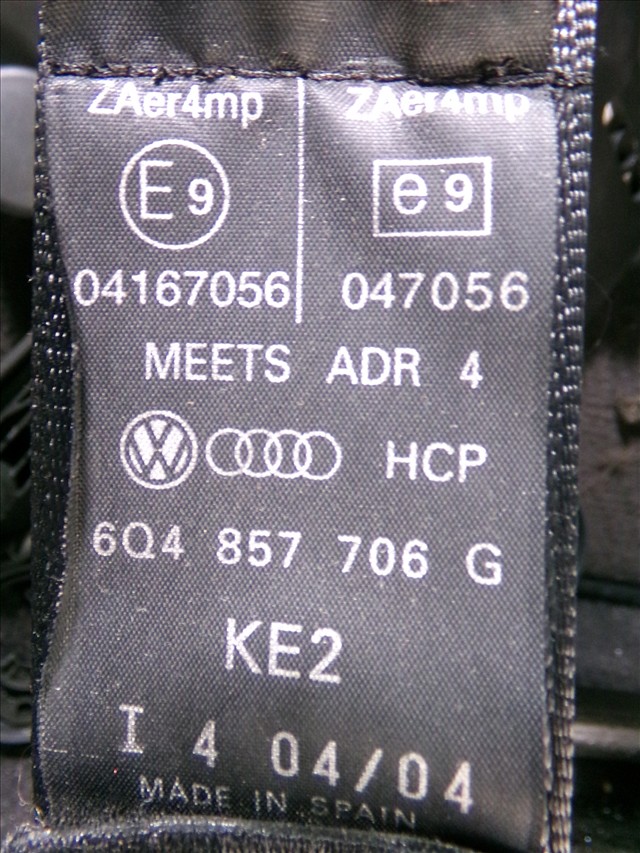 ZAer4mp ZAer4mp
E9 e9
04167056 047056
MEETS ADR 4
VW HCP
6Q4 857 706 G
KE2
I 4 04/04
MADE IN SPAIN